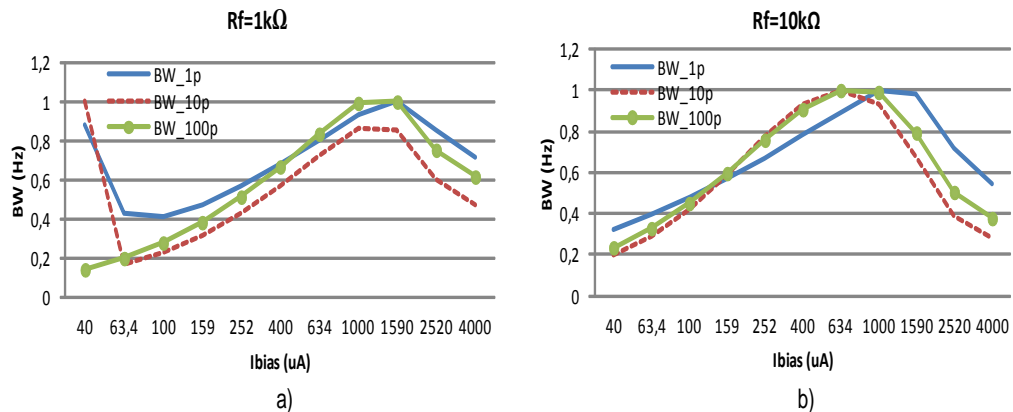 Rf=1kΩ
1,2
1
0,8
0,6
0,4
0,2
0
BW (Hz)
BW_1p
BW_10p
BW_100p
40 63,4 100 159 252 400 634 1000 1590 2520 4000
Ibias (uA)
a)
Rf=10kΩ
1,2
1
0,8
0,6
0,4
0,2
0
BW (Hz)
BW_1p
BW_10p
BW_100p
40 63,4 100 159 252 400 634 1000 1590 2520 4000
Ibias (uA)
b)